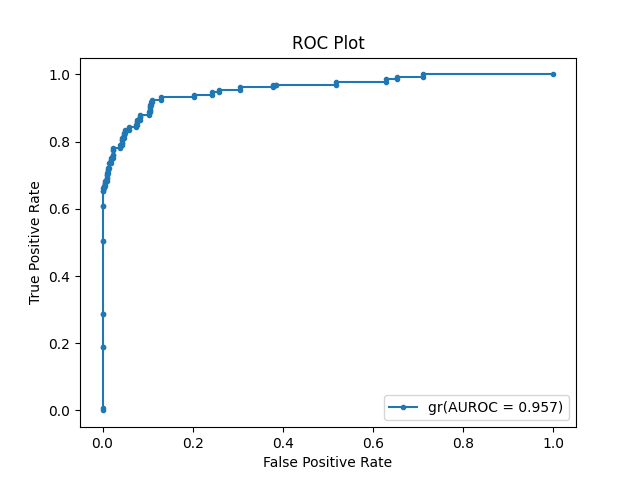 ROC Plot
True Positive Rate
1.0
0.8
0.6
0.4
0.2
0.0
gr(AUROC = 0.957)
0.0 0.2 0.4 0.6 0.8 1.0
False Positive Rate